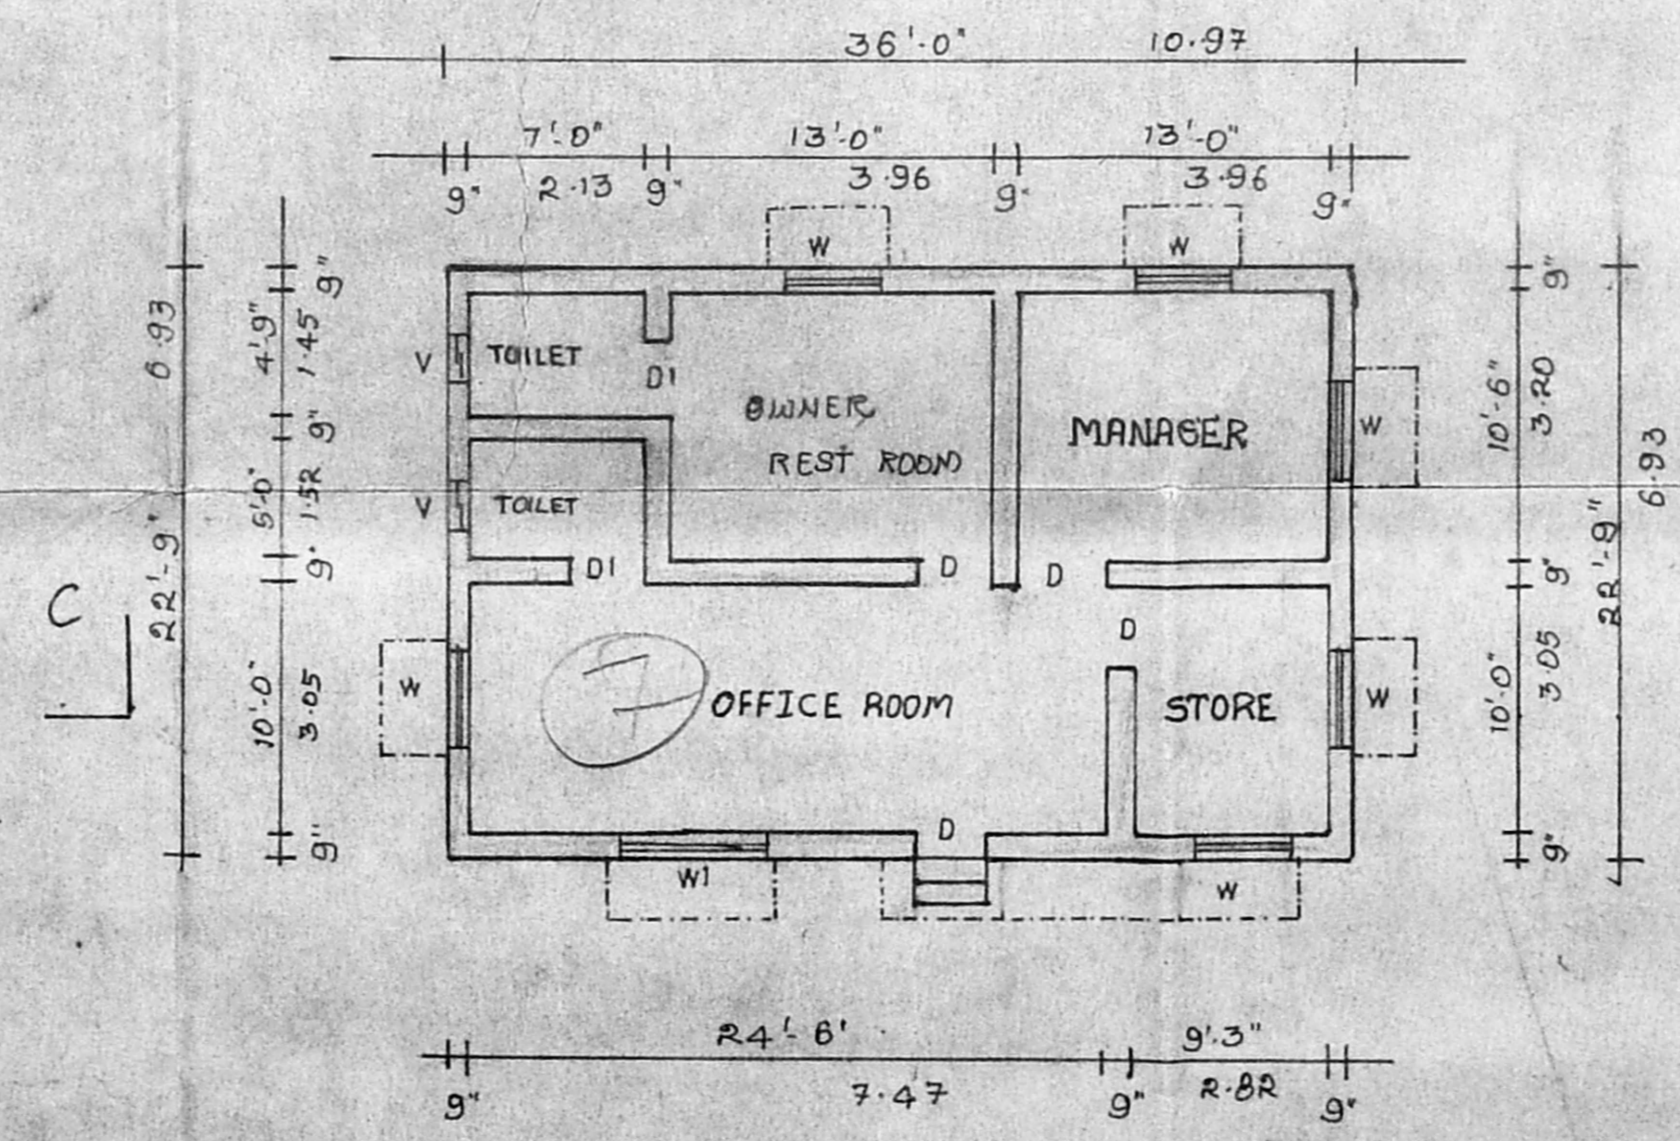 36'-0" 10.97
7'-0" 13'-0" 13'-0"
9" 2.13 9" 3.96 9" 3.96 9"
W W
9" 9"
4'-9" 1.45
6.93
V TOILET D1
OWNER
REST ROOM
MANAGER W
10'-6" 3.20
6.93
9"
5'-0" 1.52
V TOILET
22'-9" 22'-9"
9" D1 D D 9"
C
D
10'-0" 3.05 W 7 OFFICE ROOM STORE W 10'-0" 3.05
D
9" 9"
W1 W
24'-6' 9'.3"
9" 7.47 9" 2.82 9"